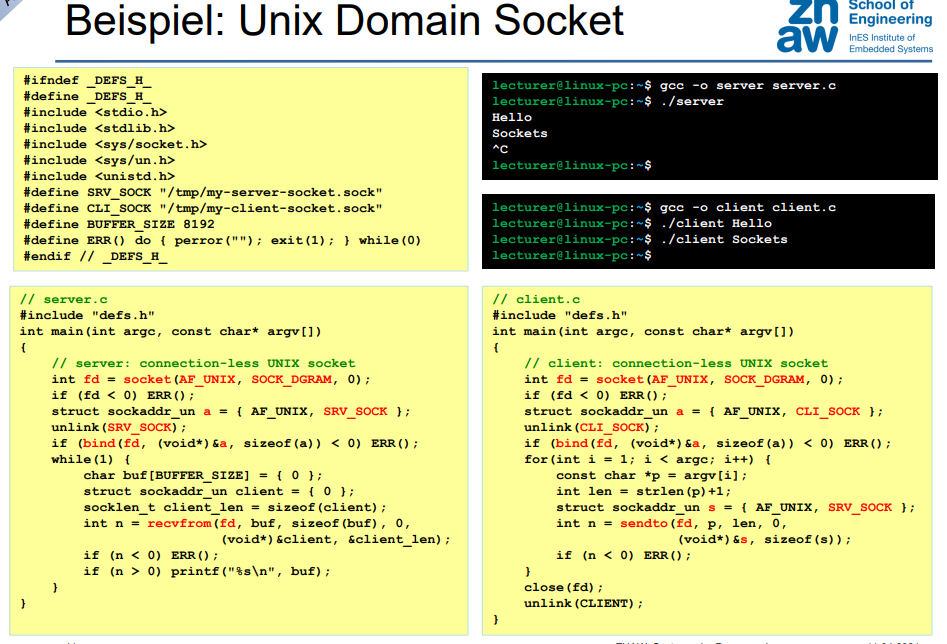 Beispiel: Unix Domain Socket
zh
aw
School of
Engineering
InES Institute of
Embedded Systems
#ifndef _DEFS_H_
#define _DEFS_H_
#include <stdio.h>
#include <stdlib.h>
#include <sys/socket.h>
#include <sys/un.h>
#include <unistd.h>
#define SRV_SOCK "/tmp/my-server-socket.sock"
#define CLI_SOCK "/tmp/my-client-socket.sock"
#define BUFFER_SIZE 8192
#define ERR() do { perror(""); exit(1); } while(0)
#endif // _DEFS_H_
lecturer@linux-pc:~$ gcc -o server server.c
lecturer@linux-pc:~$ ./server
Hello
Sockets
^C
lecturer@linux-pc:~$
lecturer@linux-pc:~$ gcc -o client client.c
lecturer@linux-pc:~$ ./client Hello
lecturer@linux-pc:~$ ./client Sockets
lecturer@linux-pc:~$
// server.c
#include "defs.h"
int main(int argc, const char* argv[])
{
    // server: connection-less UNIX socket
    int fd = socket(AF_UNIX, SOCK_DGRAM, 0);
    if (fd < 0) ERR();
    struct sockaddr_un a = { AF_UNIX, SRV_SOCK };
    unlink(SRV_SOCK);
    if (bind(fd, (void*)&a, sizeof(a)) < 0) ERR();
    while(1) {
        char buf[BUFFER_SIZE] = { 0 };
        struct sockaddr_un client = { 0 };
        socklen_t client_len = sizeof(client);
        int n = recvfrom(fd, buf, sizeof(buf), 0,
                         (void*)&client, &client_len);
        if (n < 0) ERR();
        if (n > 0) printf("%s\n", buf);
    }
}
// client.c
#include "defs.h"
int main(int argc, const char* argv[])
{
    // client: connection-less UNIX socket
    int fd = socket(AF_UNIX, SOCK_DGRAM, 0);
    if (fd < 0) ERR();
    struct sockaddr_un a = { AF_UNIX, CLI_SOCK };
    unlink(CLI_SOCK);
    if (bind(fd, (void*)&a, sizeof(a)) < 0) ERR();
    for(int i = 1; i < argc; i++) {
        const char *p = argv[i];
        int len = strlen(p)+1;
        struct sockaddr_un s = { AF_UNIX, SRV_SOCK };
        int n = sendto(fd, p, len, 0,
                       (void*)&s, sizeof(s));
        if (n < 0) ERR();
    }
    close(fd);
    unlink(CLIENT);
}